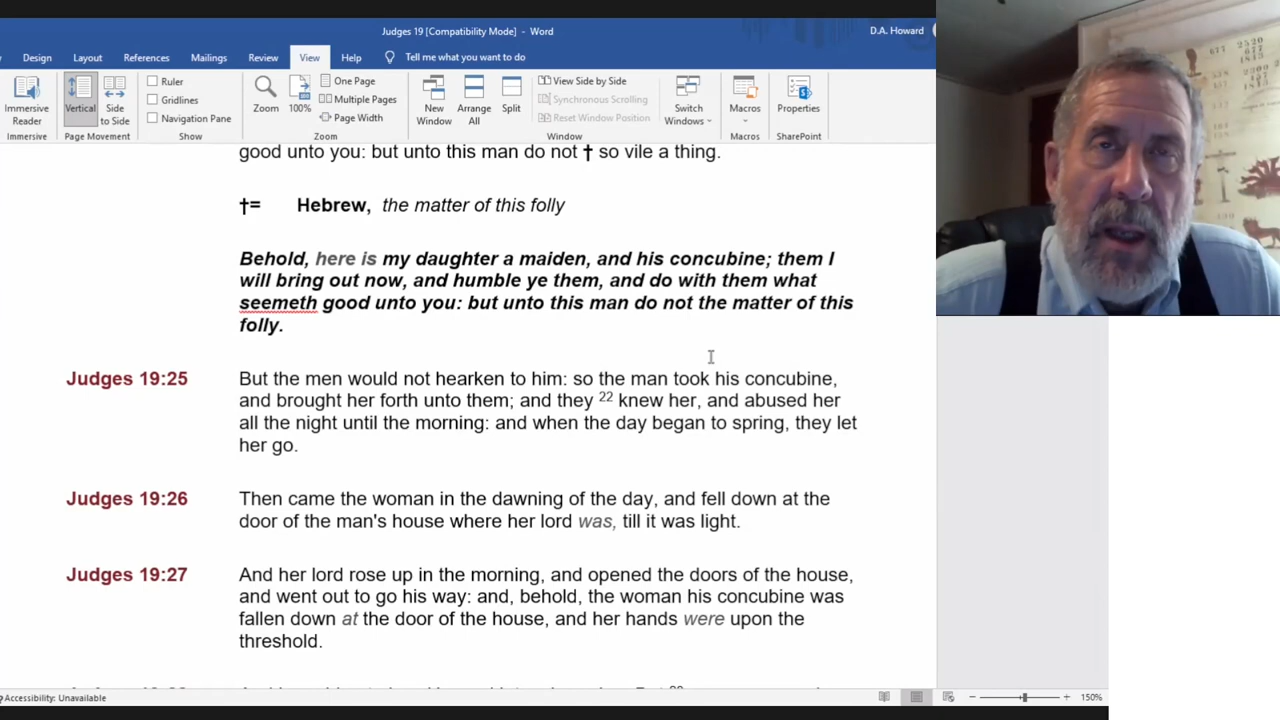 Judges 19 [Compatibility Mode] - Word
D.A. Howard
Design Layout References Mailings Review View Help Tell me what you want to do
Immersive Reader
Immersive
Vertical
Side to Side
Page Movement
Ruler
Gridlines
Navigation Pane
Show
Zoom
100%
One Page
Multiple Pages
Page Width
Zoom
New Window
Arrange All
Split
View Side by Side
Synchronous Scrolling
Reset Window Position
Switch Windows
Window
Macros
Macros
Properties
SharePoint
good unto you: but unto this man do not † so vile a thing.
†= Hebrew, the matter of this folly
Behold, here is my daughter a maiden, and his concubine; them I
will bring out now, and humble ye them, and do with them what
seemeth good unto you: but unto this man do not the matter of this
folly.
Judges 19:25 But the men would not hearken to him: so the man took his concubine,
and brought her forth unto them; and they 22 knew her, and abused her
all the night until the morning: and when the day began to spring, they let
her go.
Judges 19:26 Then came the woman in the dawning of the day, and fell down at the
door of the man's house where her lord was, till it was light.
Judges 19:27 And her lord rose up in the morning, and opened the doors of the house,
and went out to go his way: and, behold, the woman his concubine was
fallen down at the door of the house, and her hands were upon the
threshold.
Accessibility: Unavailable
150%
677 2520